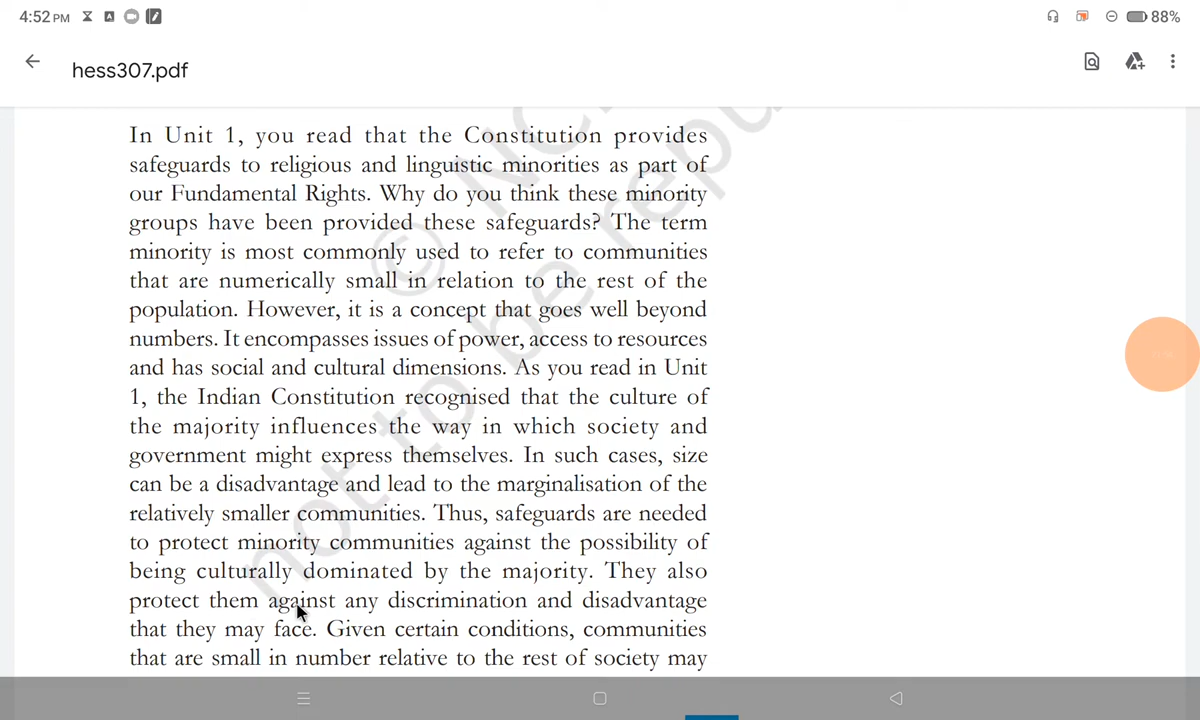 4:52 PM
88%
hess307.pdf
In Unit 1, you read that the Constitution provides
safeguards to religious and linguistic minorities as part of
our Fundamental Rights. Why do you think these minority
groups have been provided these safeguards? The term
minority is most commonly used to refer to communities
that are numerically small in relation to the rest of the
population. However, it is a concept that goes well beyond
numbers. It encompasses issues of power, access to resources
and has social and cultural dimensions. As you read in Unit
1, the Indian Constitution recognised that the culture of
the majority influences the way in which society and
government might express themselves. In such cases, size
can be a disadvantage and lead to the marginalisation of the
relatively smaller communities. Thus, safeguards are needed
to protect minority communities against the possibility of
being culturally dominated by the majority. They also
protect them against any discrimination and disadvantage
that they may face. Given certain conditions, communities
that are small in number relative to the rest of society may
not to be repu